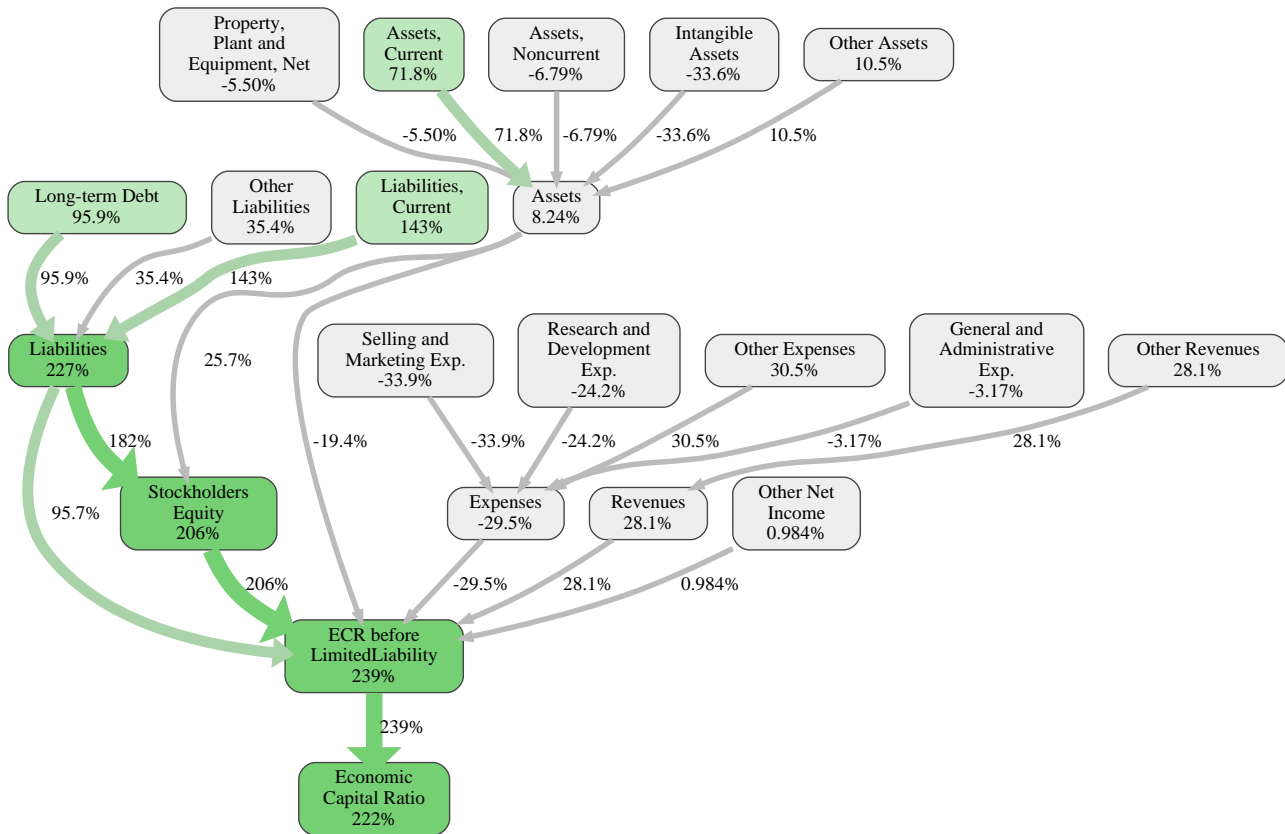 Property,
Plant and
Equipment, Net
-5.50%
Assets,
Current
71.8%
Assets,
Noncurrent
-6.79%
Intangible
Assets
-33.6%
Other Assets
10.5%
-5.50%
71.8%
-6.79%
-33.6%
10.5%
Long-term Debt
95.9%
Other
Liabilities
35.4%
Liabilities,
Current
143%
Assets
8.24%
95.9%
35.4%
143%
Liabilities
227%
25.7%
Selling and
Marketing Exp.
-33.9%
Research and
Development
Exp.
-24.2%
Other Expenses
30.5%
General and
Administrative
Exp.
-3.17%
Other Revenues
28.1%
182%
-19.4%
-33.9%
-24.2%
30.5%
-3.17%
28.1%
95.7%
Stockholders
Equity
206%
Expenses
-29.5%
Revenues
28.1%
Other Net
Income
0.984%
206%
-29.5%
28.1%
0.984%
ECR before
LimitedLiability
239%
239%
Economic
Capital Ratio
222%